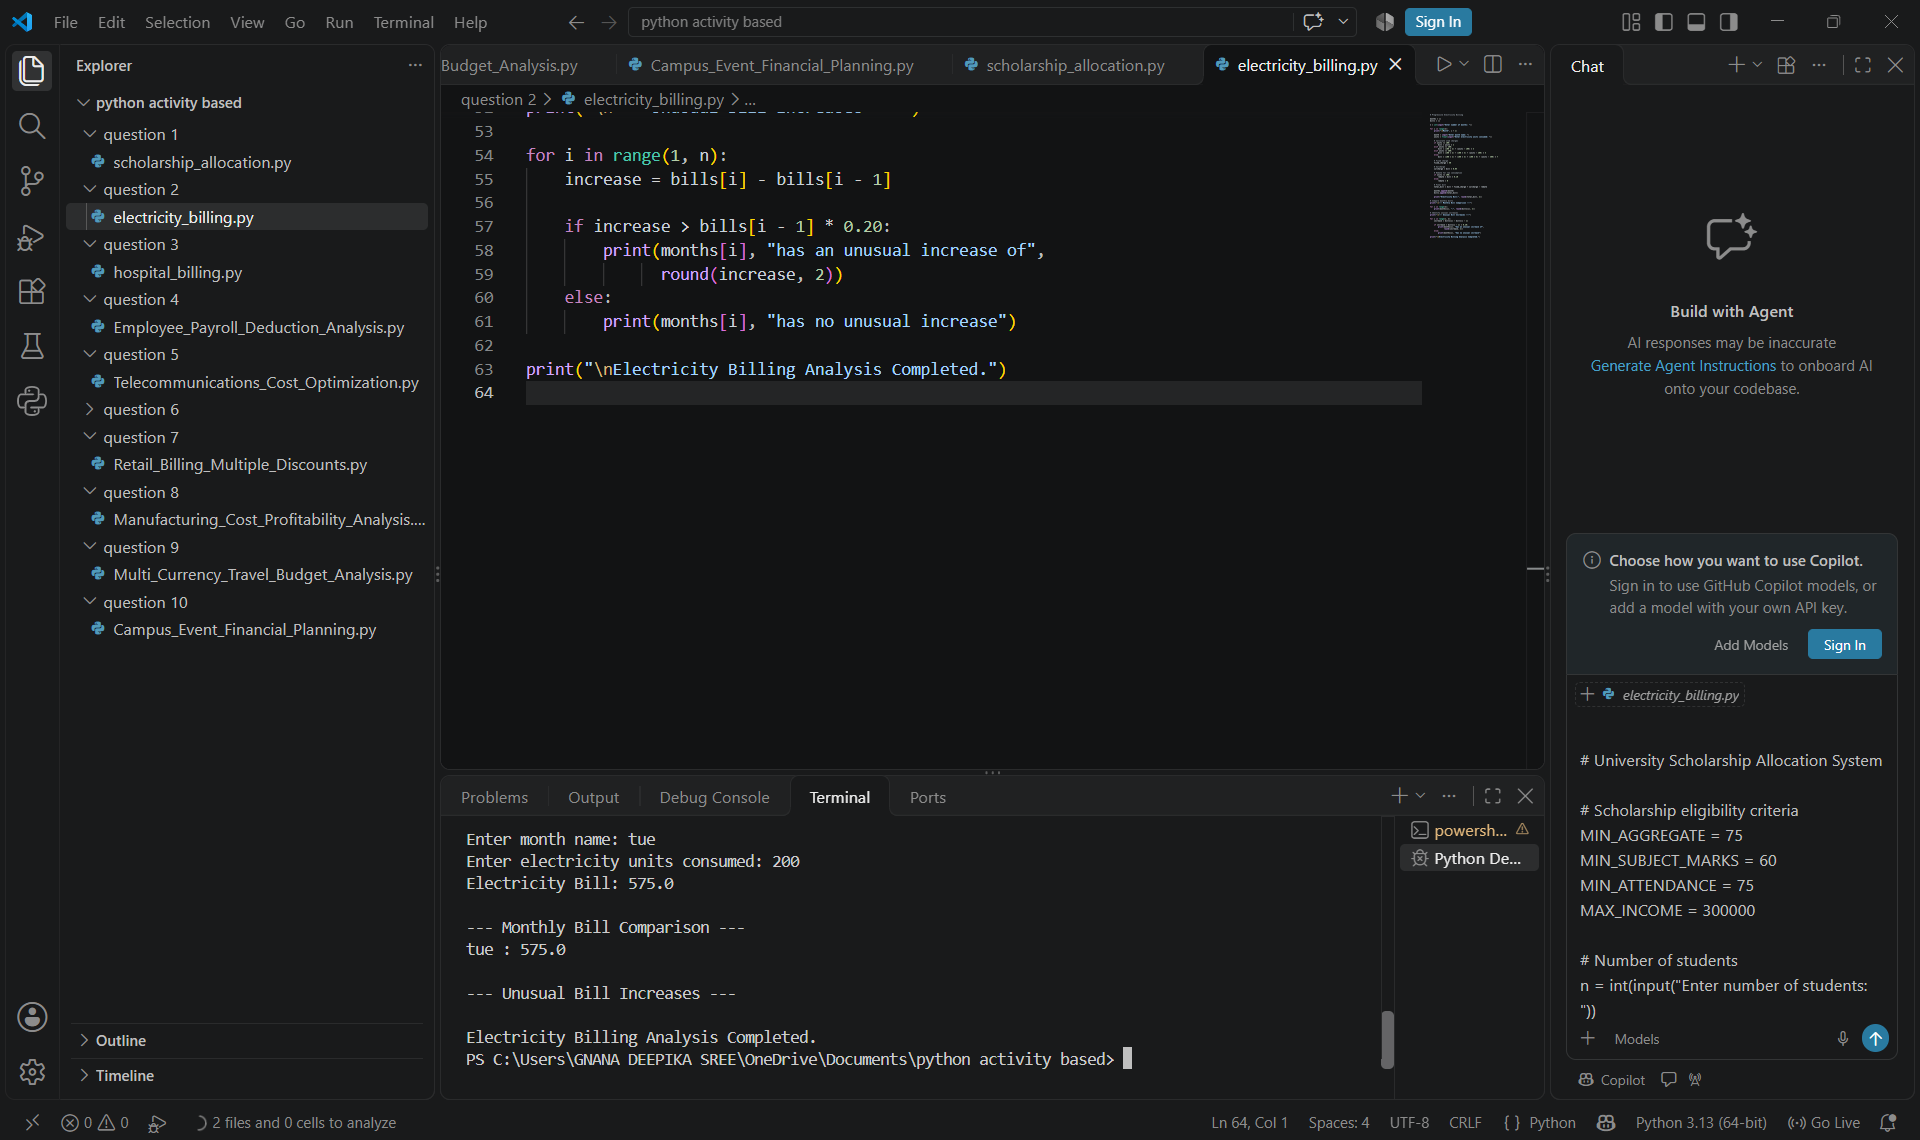 File Edit Selection View Go Run Terminal Help
python activity based
Sign In
Explorer
python activity based
question 1
scholarship_allocation.py
question 2
electricity_billing.py
question 3
hospital_billing.py
question 4
Employee_Payroll_Deduction_Analysis.py
question 5
Telecommunications_Cost_Optimization.py
question 6
question 7
Retail_Billing_Multiple_Discounts.py
question 8
Manufacturing_Cost_Profitability_Analysis....
question 9
Multi_Currency_Travel_Budget_Analysis.py
question 10
Campus_Event_Financial_Planning.py
Outline
Timeline
Budget_Analysis.py Campus_Event_Financial_Planning.py scholarship_allocation.py electricity_billing.py
question 2 > electricity_billing.py > ...
53
54 for i in range(1, n):
55 increase = bills[i] - bills[i - 1]
56
57 if increase > bills[i - 1] * 0.20:
58 print(months[i], "has an unusual increase of",
59 round(increase, 2))
60 else:
61 print(months[i], "has no unusual increase")
62
63 print("\nElectricity Billing Analysis Completed.")
64
Problems Output Debug Console Terminal Ports
Enter month name: tue
Enter electricity units consumed: 200
Electricity Bill: 575.0
--- Monthly Bill Comparison ---
tue : 575.0
--- Unusual Bill Increases ---
Electricity Billing Analysis Completed.
PS C:\Users\GNANA DEEPIKA SREE\OneDrive\Documents\python activity based>
powersh...
Python De...
Chat
Build with Agent
AI responses may be inaccurate
Generate Agent Instructions to onboard AI
onto your codebase.
Choose how you want to use Copilot.
Sign in to use GitHub Copilot models, or
add a model with your own API key.
Add Models Sign In
electricity_billing.py
# University Scholarship Allocation System
# Scholarship eligibility criteria
MIN_AGGREGATE = 75
MIN_SUBJECT_MARKS = 60
MIN_ATTENDANCE = 75
MAX_INCOME = 300000
# Number of students
n = int(input("Enter number of students:
"))
Models
Copilot
0 0 2 files and 0 cells to analyze
Ln 64, Col 1 Spaces: 4 UTF-8 CRLF { } Python Python 3.13 (64-bit) Go Live